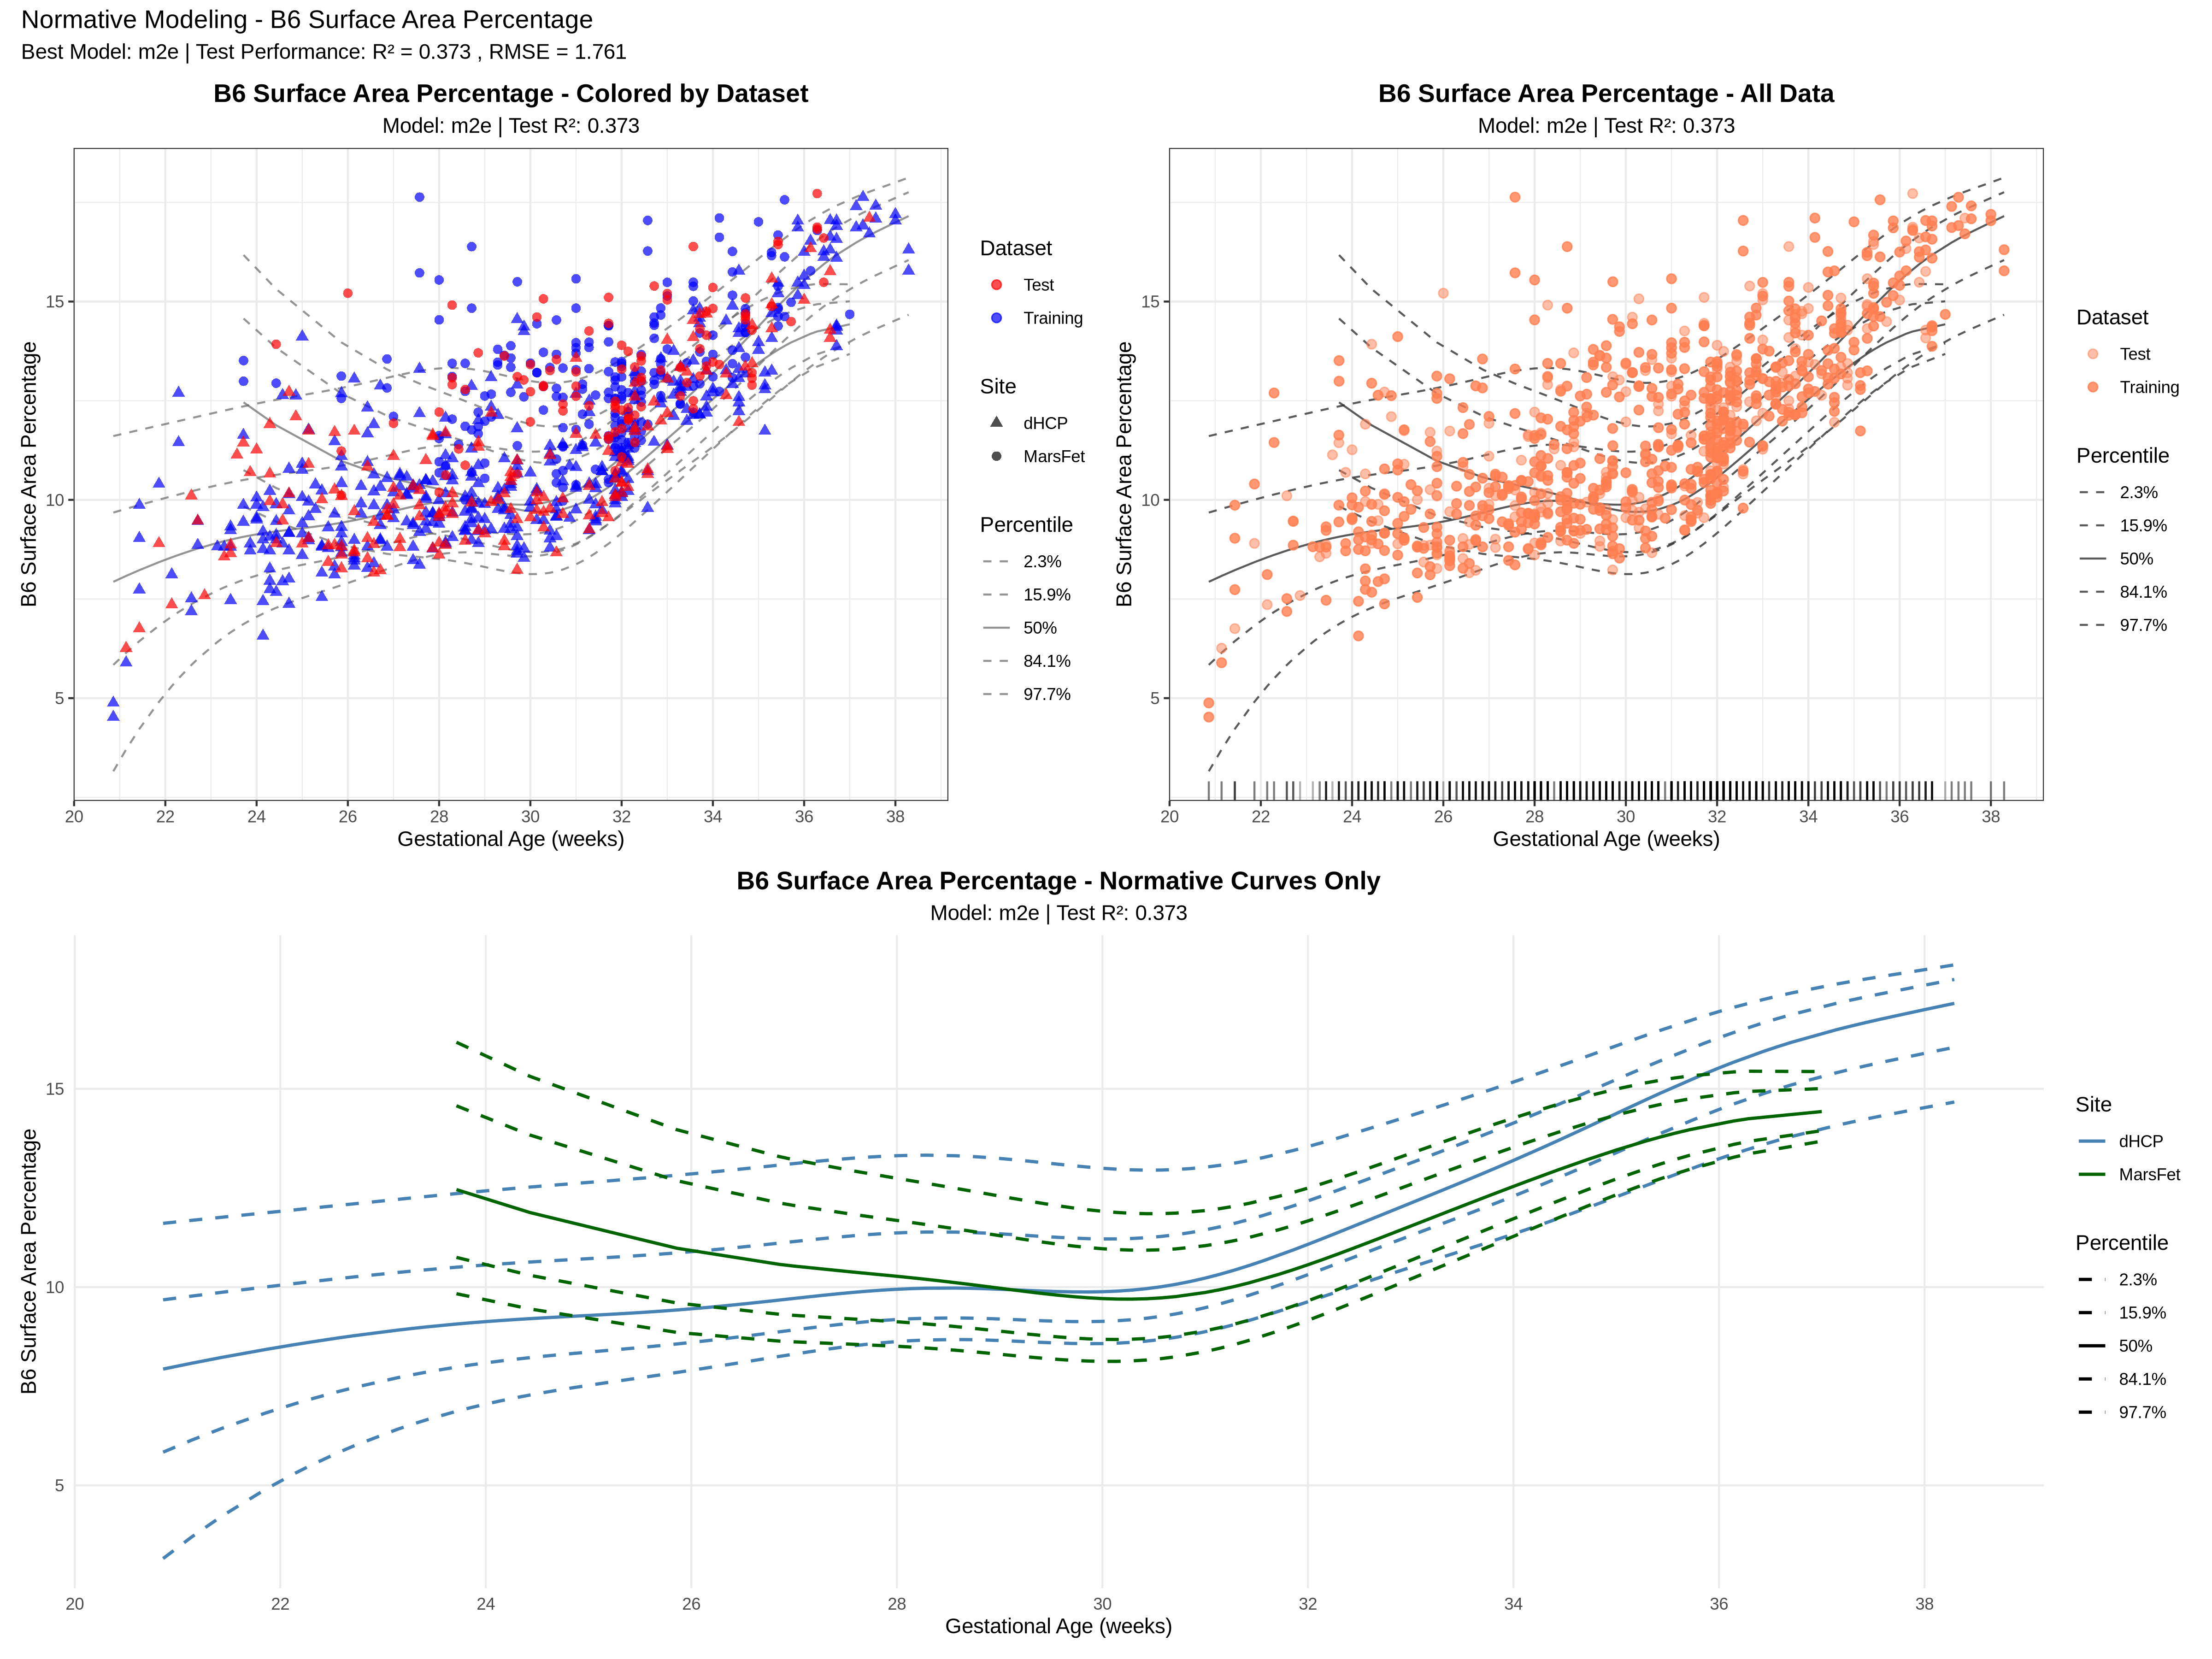 Normative Modeling - B6 Surface Area Percentage
Best Model: m2e | Test Performance: R² = 0.373 , RMSE = 1.761
B6 Surface Area Percentage - Colored by Dataset
Model: m2e | Test R²: 0.373
B6 Surface Area Percentage
15
10
5
20 22 24 26 28 30 32 34 36 38
Gestational Age (weeks)
Dataset
Test
Training
Site
dHCP
MarsFet
Percentile
2.3%
15.9%
50%
84.1%
97.7%
B6 Surface Area Percentage - All Data
Model: m2e | Test R²: 0.373
B6 Surface Area Percentage
15
10
5
20 22 24 26 28 30 32 34 36 38
Gestational Age (weeks)
Dataset
Test
Training
Percentile
2.3%
15.9%
50%
84.1%
97.7%
B6 Surface Area Percentage - Normative Curves Only
Model: m2e | Test R²: 0.373
B6 Surface Area Percentage
15
10
5
20 22 24 26 28 30 32 34 36 38
Gestational Age (weeks)
Site
dHCP
MarsFet
Percentile
2.3%
15.9%
50%
84.1%
97.7%